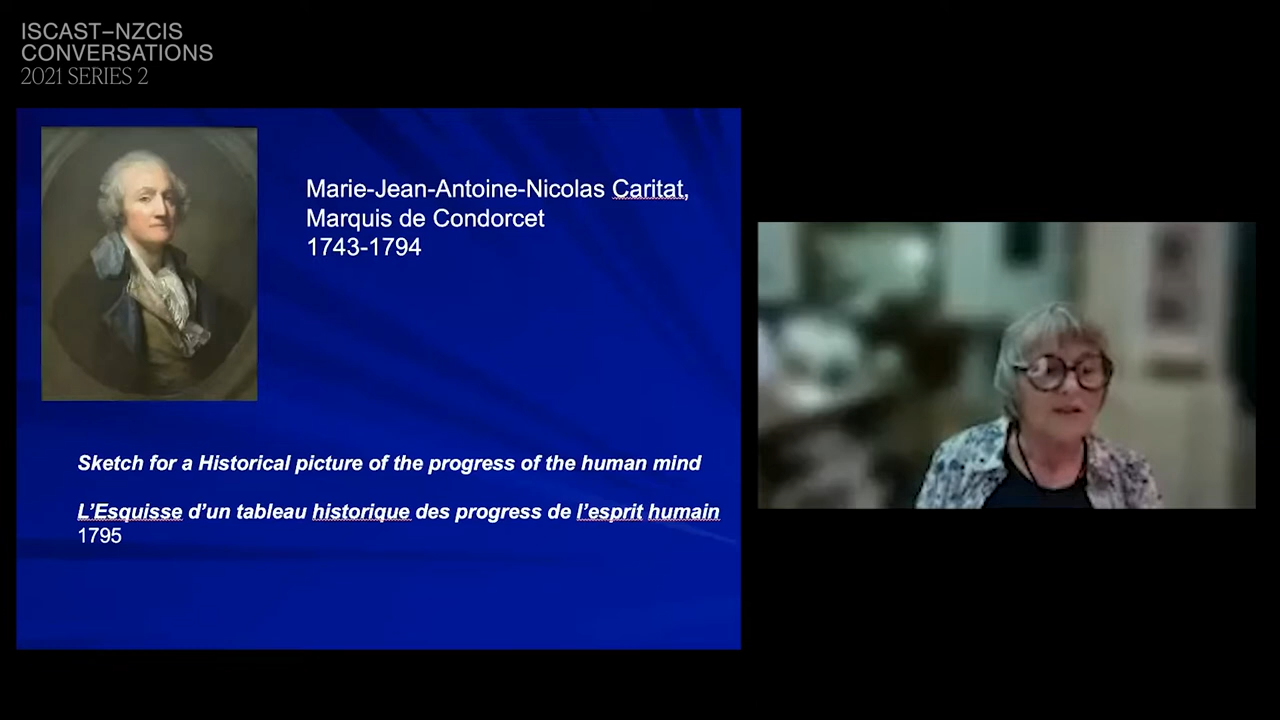 ISCAST–NZCIS
CONVERSATIONS
2021 SERIES 2
Marie-Jean-Antoine-Nicolas Caritat,
Marquis de Condorcet
1743-1794
Sketch for a Historical picture of the progress of the human mind
L’Esquisse d’un tableau historique des progress de l’esprit humain
1795